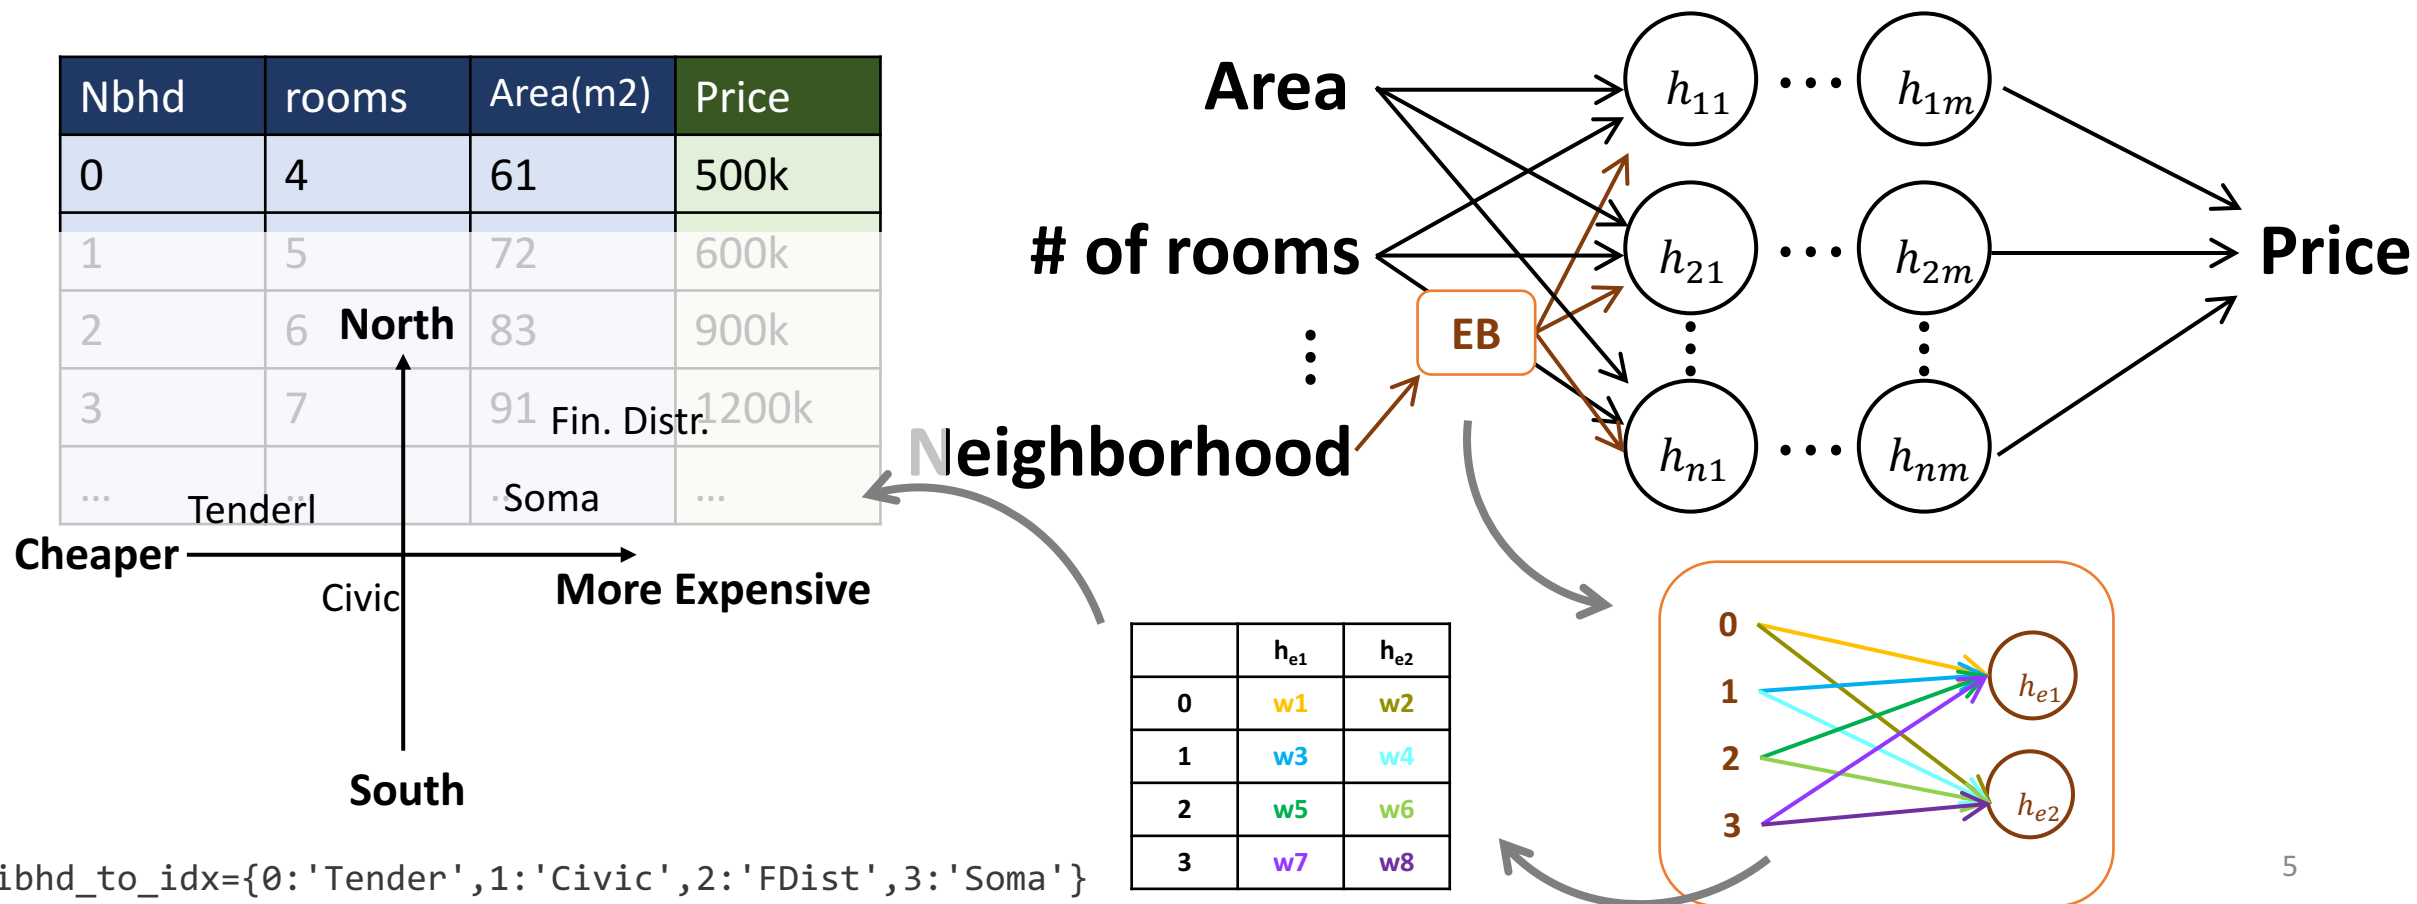 Nbhd rooms Area(m2) Price
0 4 61 500k
1 5 72 600k
2 6 83 900k
3 7 91 1200k
... ... ... ...
North
Fin. Distr.
Tenderl
Soma
Cheaper
More Expensive
Civic
South
ibhd_to_idx={0:'Tender',1:'Civic',2:'FDist',3:'Soma'}
Area
# of rooms
⋮
Neighborhood
EB
h11 ... h1m
h21 ... h2m
⋮ ⋮
hn1 ... hnm
Price
he1 he2
0 w1 w2
1 w3 w4
2 w5 w6
3 w7 w8
0
1
2
3
he1
he2
5